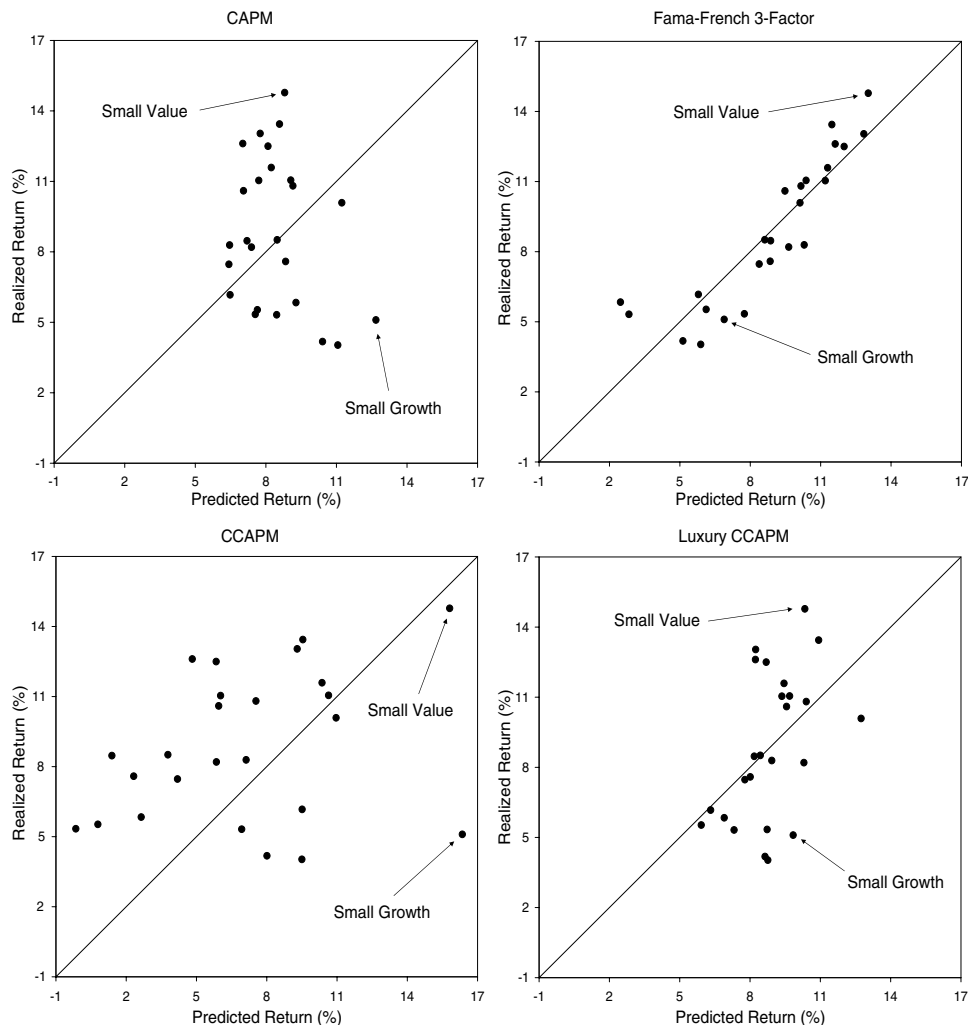 CAPM
17
14
11
8
5
2
-1
Realized Return (%)
Small Value
Small Growth
-1 2 5 8 11 14 17
Predicted Return (%)
Fama-French 3-Factor
17
14
11
8
5
2
-1
Realized Return (%)
Small Value
Small Growth
-1 2 5 8 11 14 17
Predicted Return (%)
CCAPM
17
14
11
8
5
2
-1
Realized Return (%)
Small Value
Small Growth
-1 2 5 8 11 14 17
Predicted Return (%)
Luxury CCAPM
17
14
11
8
5
2
-1
Realized Return (%)
Small Value
Small Growth
-1 2 5 8 11 14 17
Predicted Return (%)